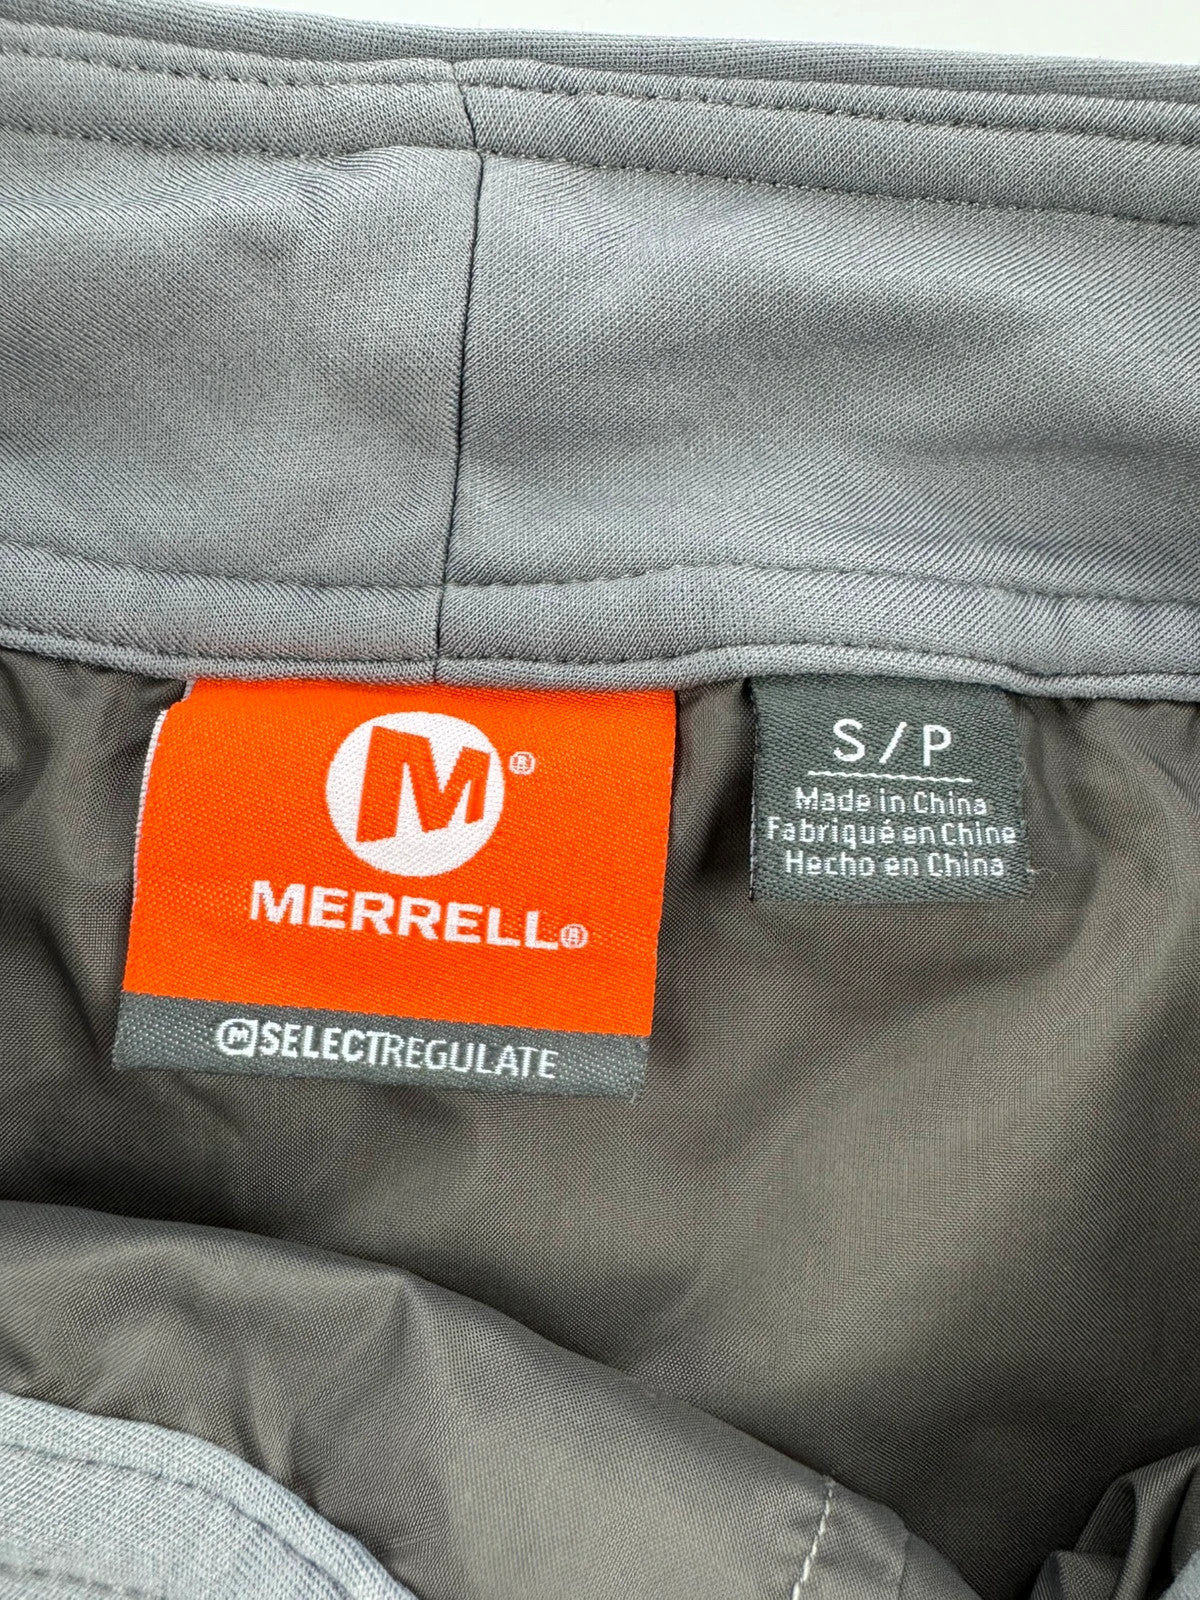 M®
MERRELL®
M SELECTREGULATE
S/P
Made in China
Fabriqué en Chine
Hecho en China